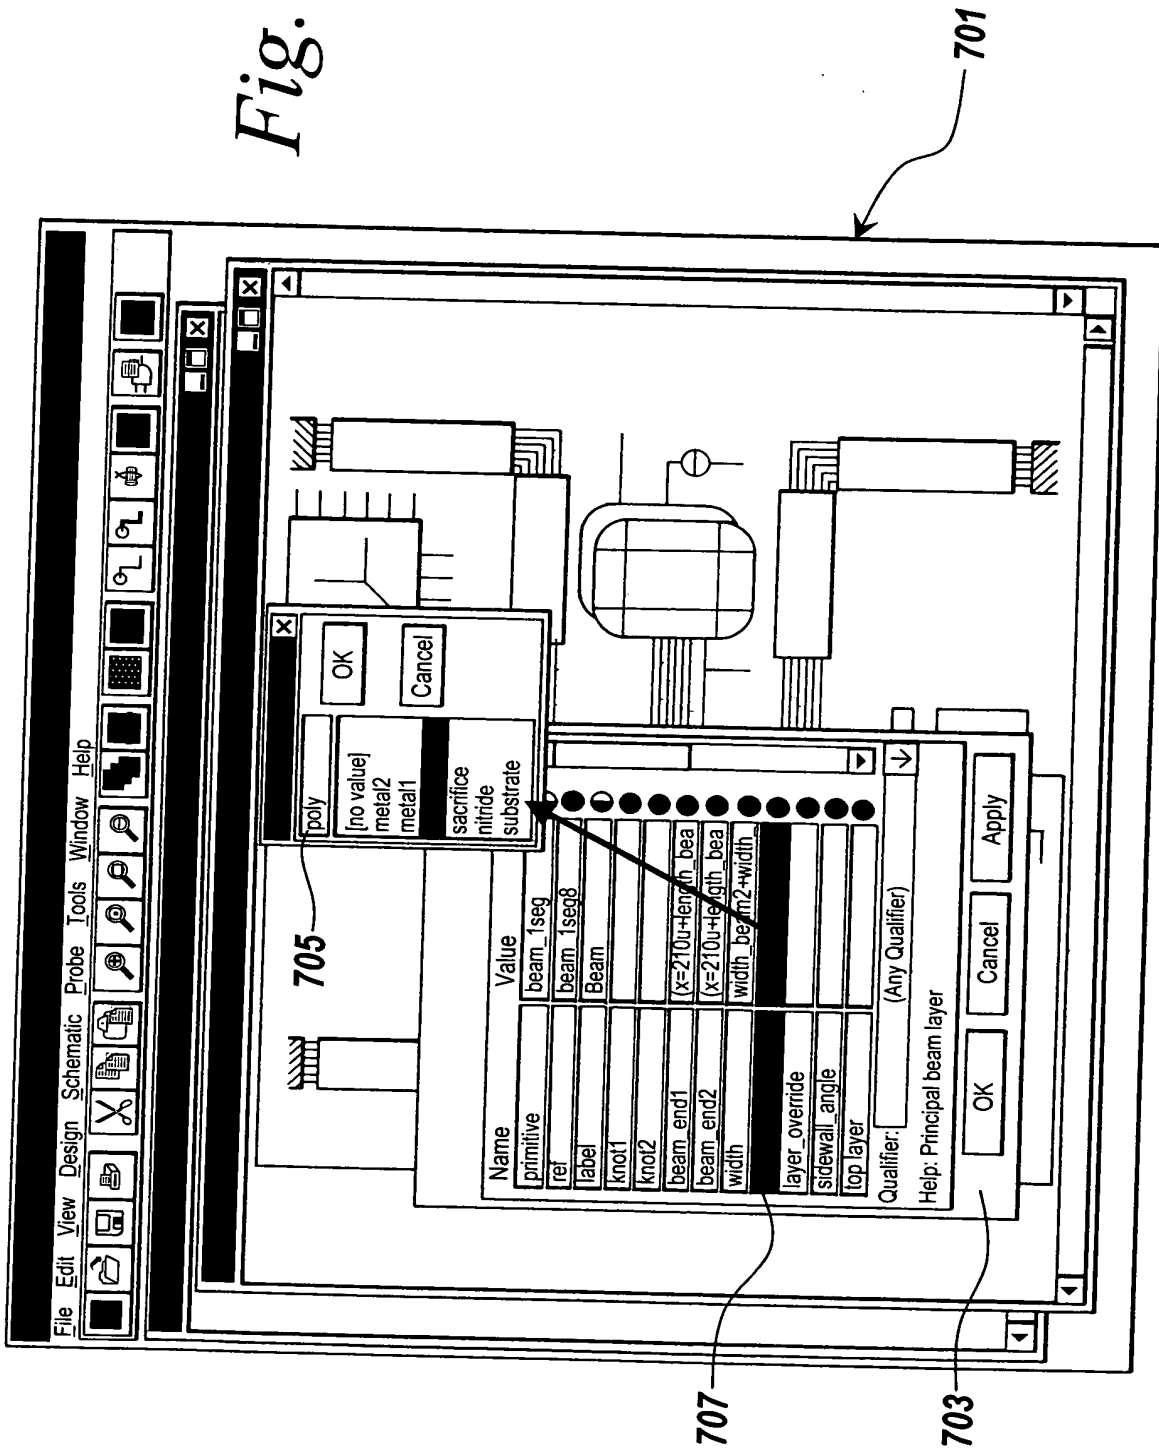 Fig.
701
File Edit View Design Schematic Probe Tools Window Help
poly
OK
[no value]
metal2
metal1
Cancel
sacrifice
nitride
substrate
705
Name Value
primitive beam_1seg
ref beam_1seg8
label Beam
knot1
knot2
beam_end1 (x=210u+length_bea
beam_end2 (x=210u+length_bea
width width_beam2+width_
layer_override
sidewall_angle
top layer
Qualifier: (Any Qualifier)
Help: Principal beam layer
OK Cancel Apply
707
703